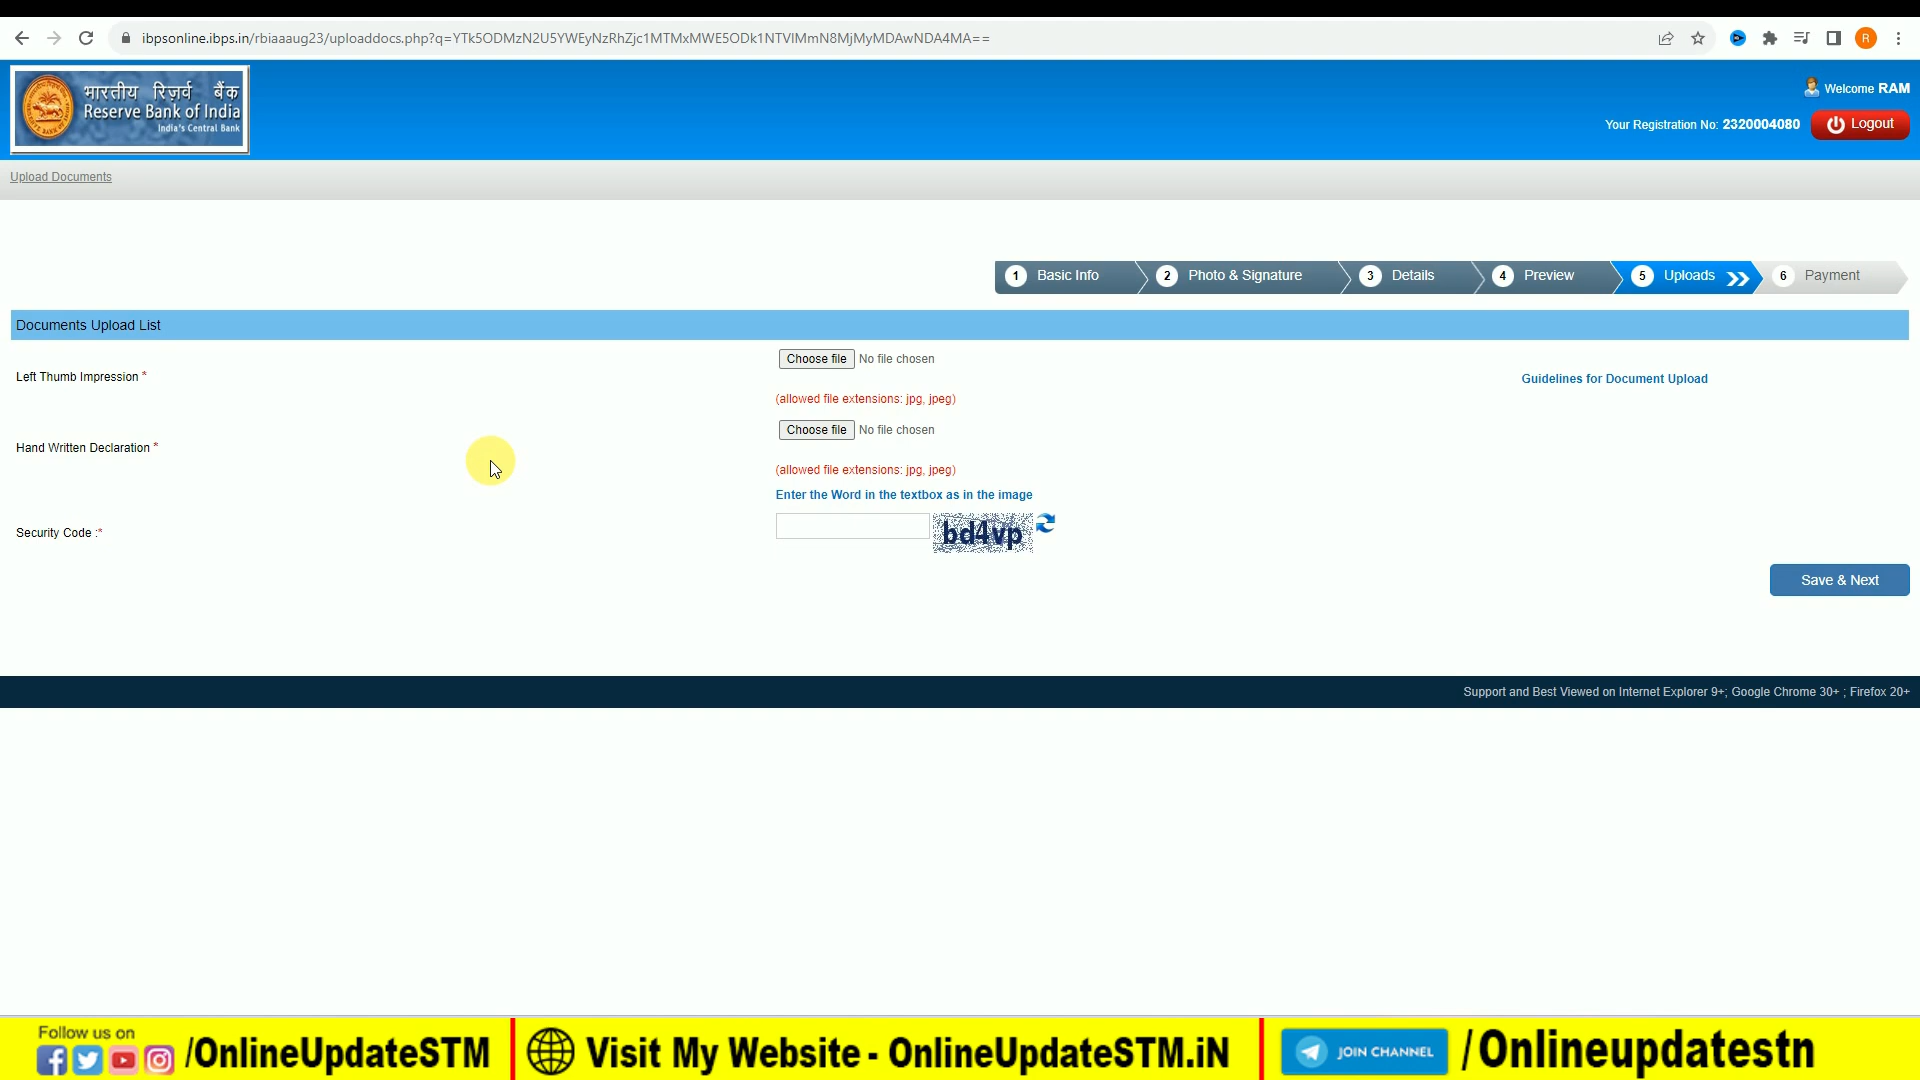 ibpsonline.ibps.in/rbiaaaug23/uploaddocs.php?q=YTk5ODMzN2U5YWEyNzRhZjc1MTMxMWE5ODk1NTVlMmN8MjMyMDAwNDA4MA==
R
भारतीय रिज़र्व बैंक
Reserve Bank of India
India's Central Bank
Welcome RAM
Your Registration No: 2320004080
Logout
Upload Documents
1 Basic Info
2 Photo & Signature
3 Details
4 Preview
5 Uploads
6 Payment
Documents Upload List
Left Thumb Impression *
Choose file No file chosen
(allowed file extensions: jpg, jpeg)
Guidelines for Document Upload
Hand Written Declaration *
Choose file No file chosen
(allowed file extensions: jpg, jpeg)
Enter the Word in the textbox as in the image
Security Code :*
bd4vp
Save & Next
Support and Best Viewed on Internet Explorer 9+; Google Chrome 30+ ; Firefox 20+
Follow us on
/OnlineUpdateSTM
Visit My Website - OnlineUpdateSTM.iN
JOIN CHANNEL
/Onlineupdatestn